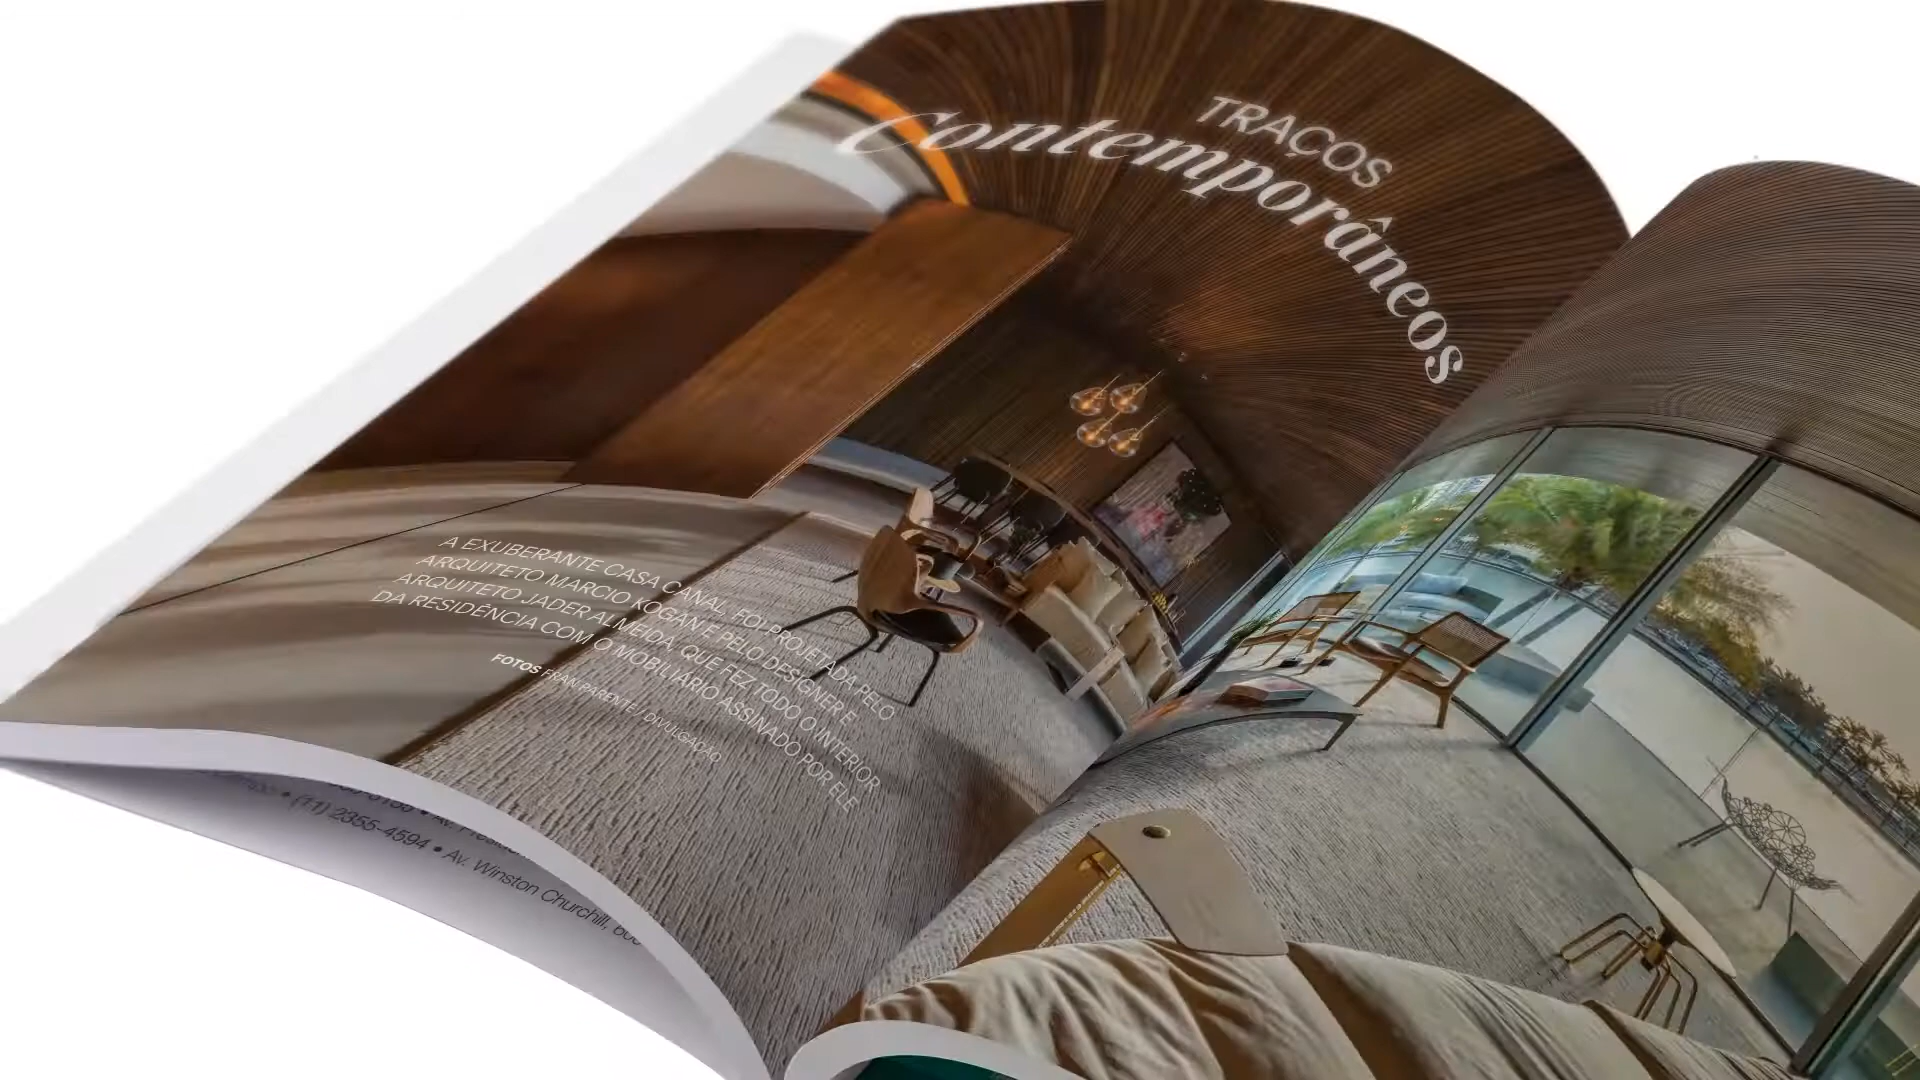 TRAÇOS
Contemporâneos
A EXUBERANTE CASA CANAL, FOI PROJETADA PELO
ARQUITETO MARCIO KOGAN E PELO DESIGNER E
ARQUITETO JADER ALMEIDA, QUE FEZ TODO O INTERIOR
DA RESIDÊNCIA COM O MOBILIÁRIO ASSINADO POR ELE
FOTOS FRAN PARENTE / DIVULGAÇÃO
• (11) 2355-4594 • Av. Winston Churchill,